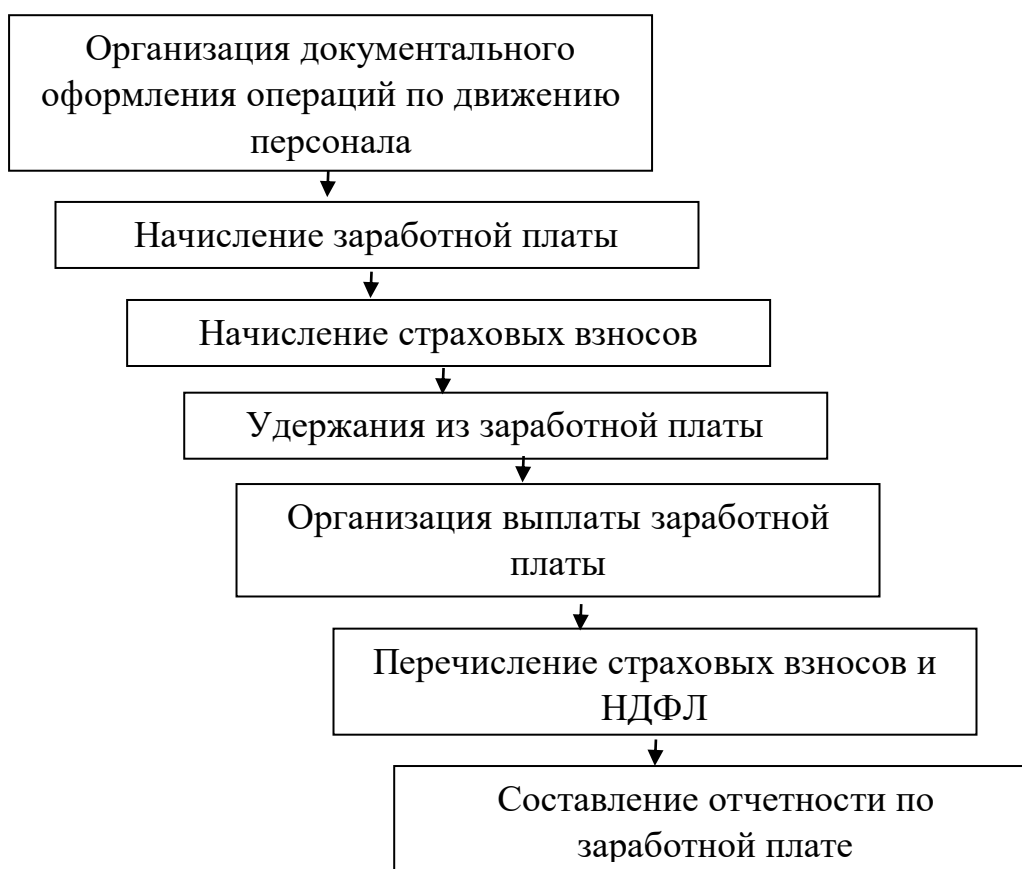 Организация документального
оформления операций по движению
персонала
Начисление заработной платы
Начисление страховых взносов
Удержания из заработной платы
Организация выплаты заработной
платы
Перечисление страховых взносов и
НДФЛ
Составление отчетности по
заработной плате